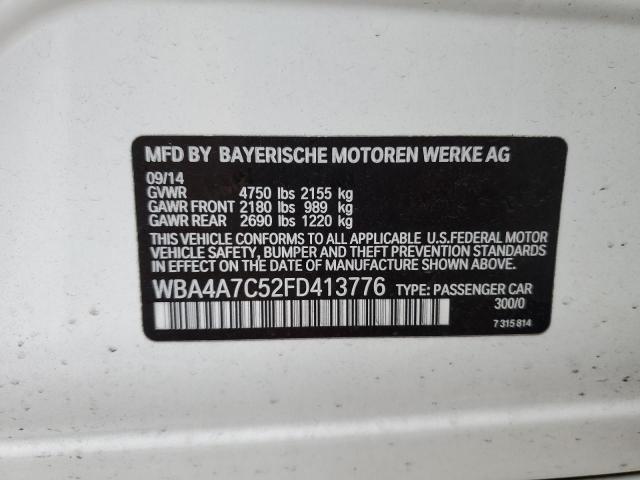 MFD BY BAYERISCHE MOTOREN WERKE AG
09/14
GVWR 4750 lbs 2155 kg
GAWR FRONT 2180 lbs 989 kg
GAWR REAR 2690 lbs 1220 kg
THIS VEHICLE CONFORMS TO ALL APPLICABLE U.S.FEDERAL MOTOR
VEHICLE SAFETY, BUMPER AND THEFT PREVENTION STANDARDS
IN EFFECT ON THE DATE OF MANUFACTURE SHOWN ABOVE.
WBA4A7C52FD413776 TYPE: PASSENGER CAR
300/0
7 315 814